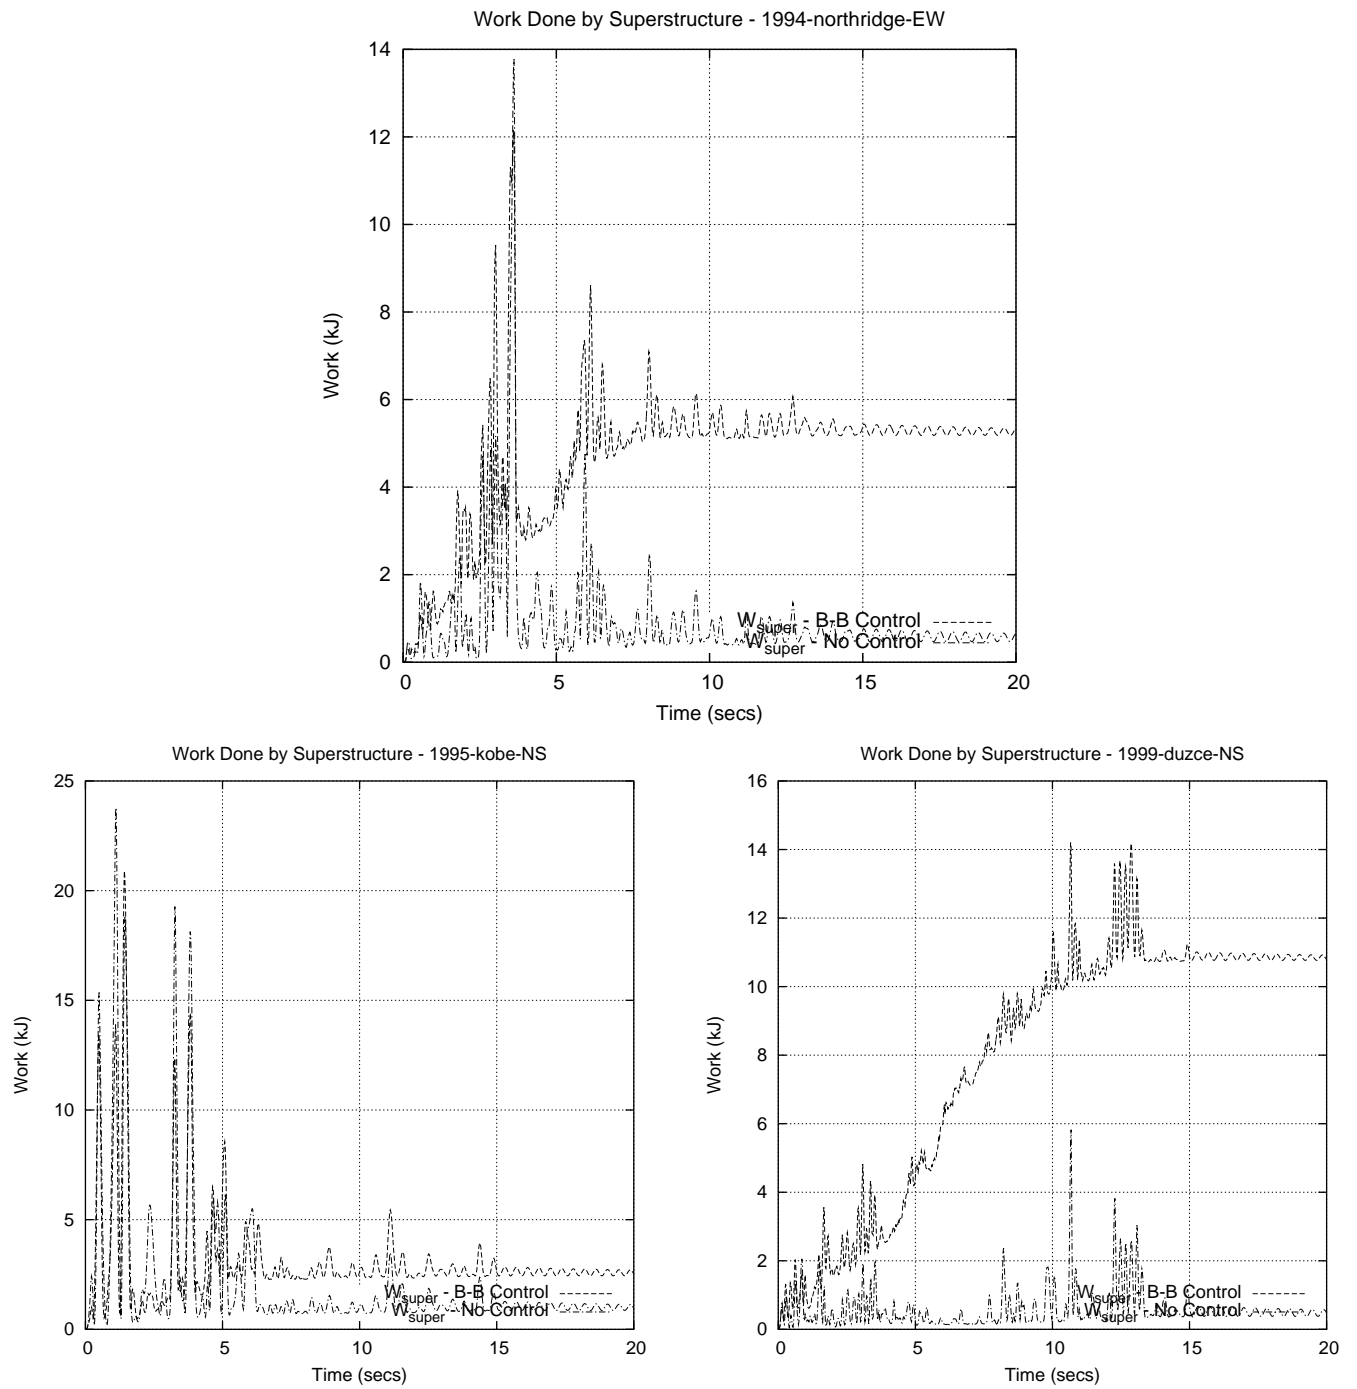 Work Done by Superstructure - 1994-northridge-EW
14
12
10
8
6
4
2
0
Work (kJ)
0 5 10 15 20
Time (secs)
W_super - B-B Control
W_super - No Control
Work Done by Superstructure - 1995-kobe-NS
25
20
15
10
5
0
Work (kJ)
0 5 10 15 20
Time (secs)
W_super - B-B Control
W_super - No Control
Work Done by Superstructure - 1999-duzce-NS
16
14
12
10
8
6
4
2
0
Work (kJ)
0 5 10 15 20
Time (secs)
W_super - B-B Control
W_super - No Control